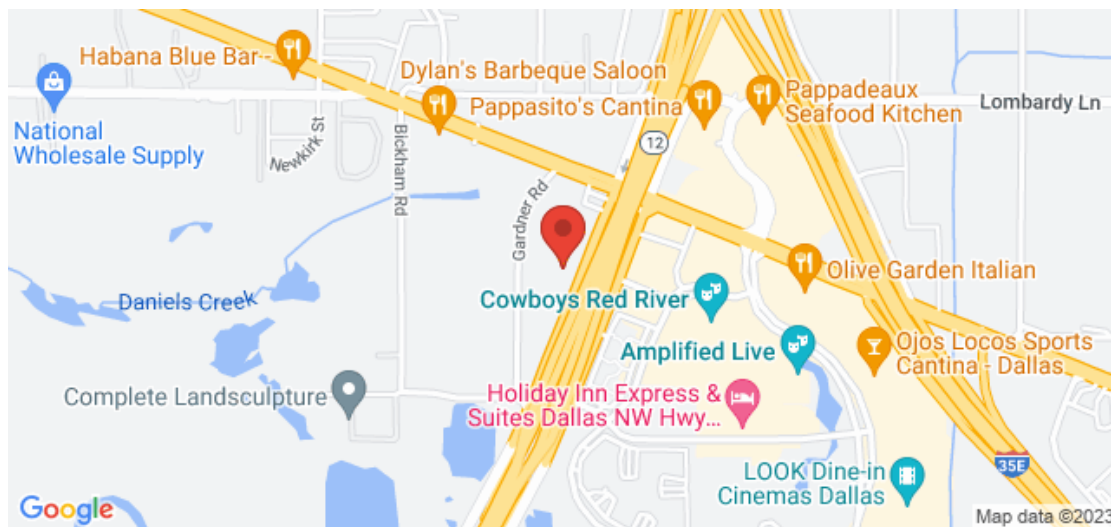 Habana Blue Bar -
Dylan's Barbeque Saloon
Pappasito's Cantina
Pappadeaux
Seafood Kitchen
Lombardy Ln
National
Wholesale Supply
Newkirk St
Bickham Rd
12
Gardner Rd
Olive Garden Italian
Daniels Creek
Cowboys Red River
Amplified Live
Ojos Locos Sports
Cantina - Dallas
Complete Landsculpture
Holiday Inn Express &
Suites Dallas NW Hwy...
35E
LOOK Dine-in
Cinemas Dallas
Google
Map data ©2023